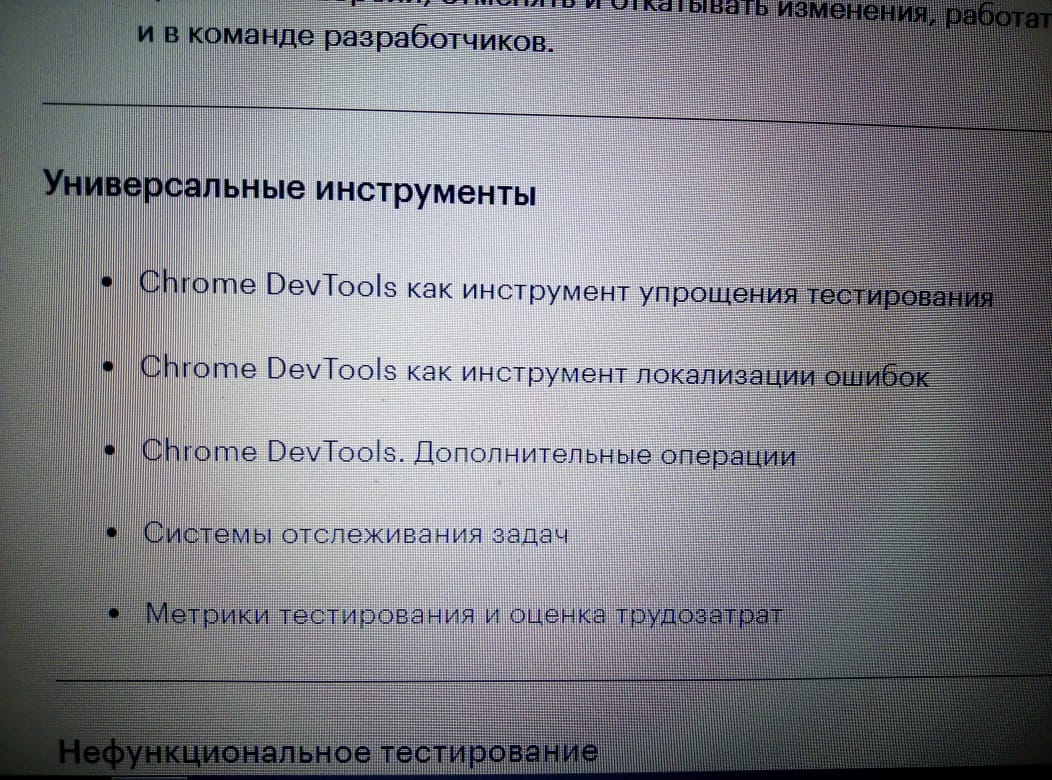 отменять и откатывать изменения, работат
и в команде разработчиков.
Универсальные инструменты
• Chrome DevTools как инструмент упрощения тестирования
• Chrome DevTools как инструмент локализации ошибок
• Chrome DevTools. Дополнительные операции
• Системы отслеживания задач
• Метрики тестирования и оценка трудозатрат
Нефункциональное тестирование